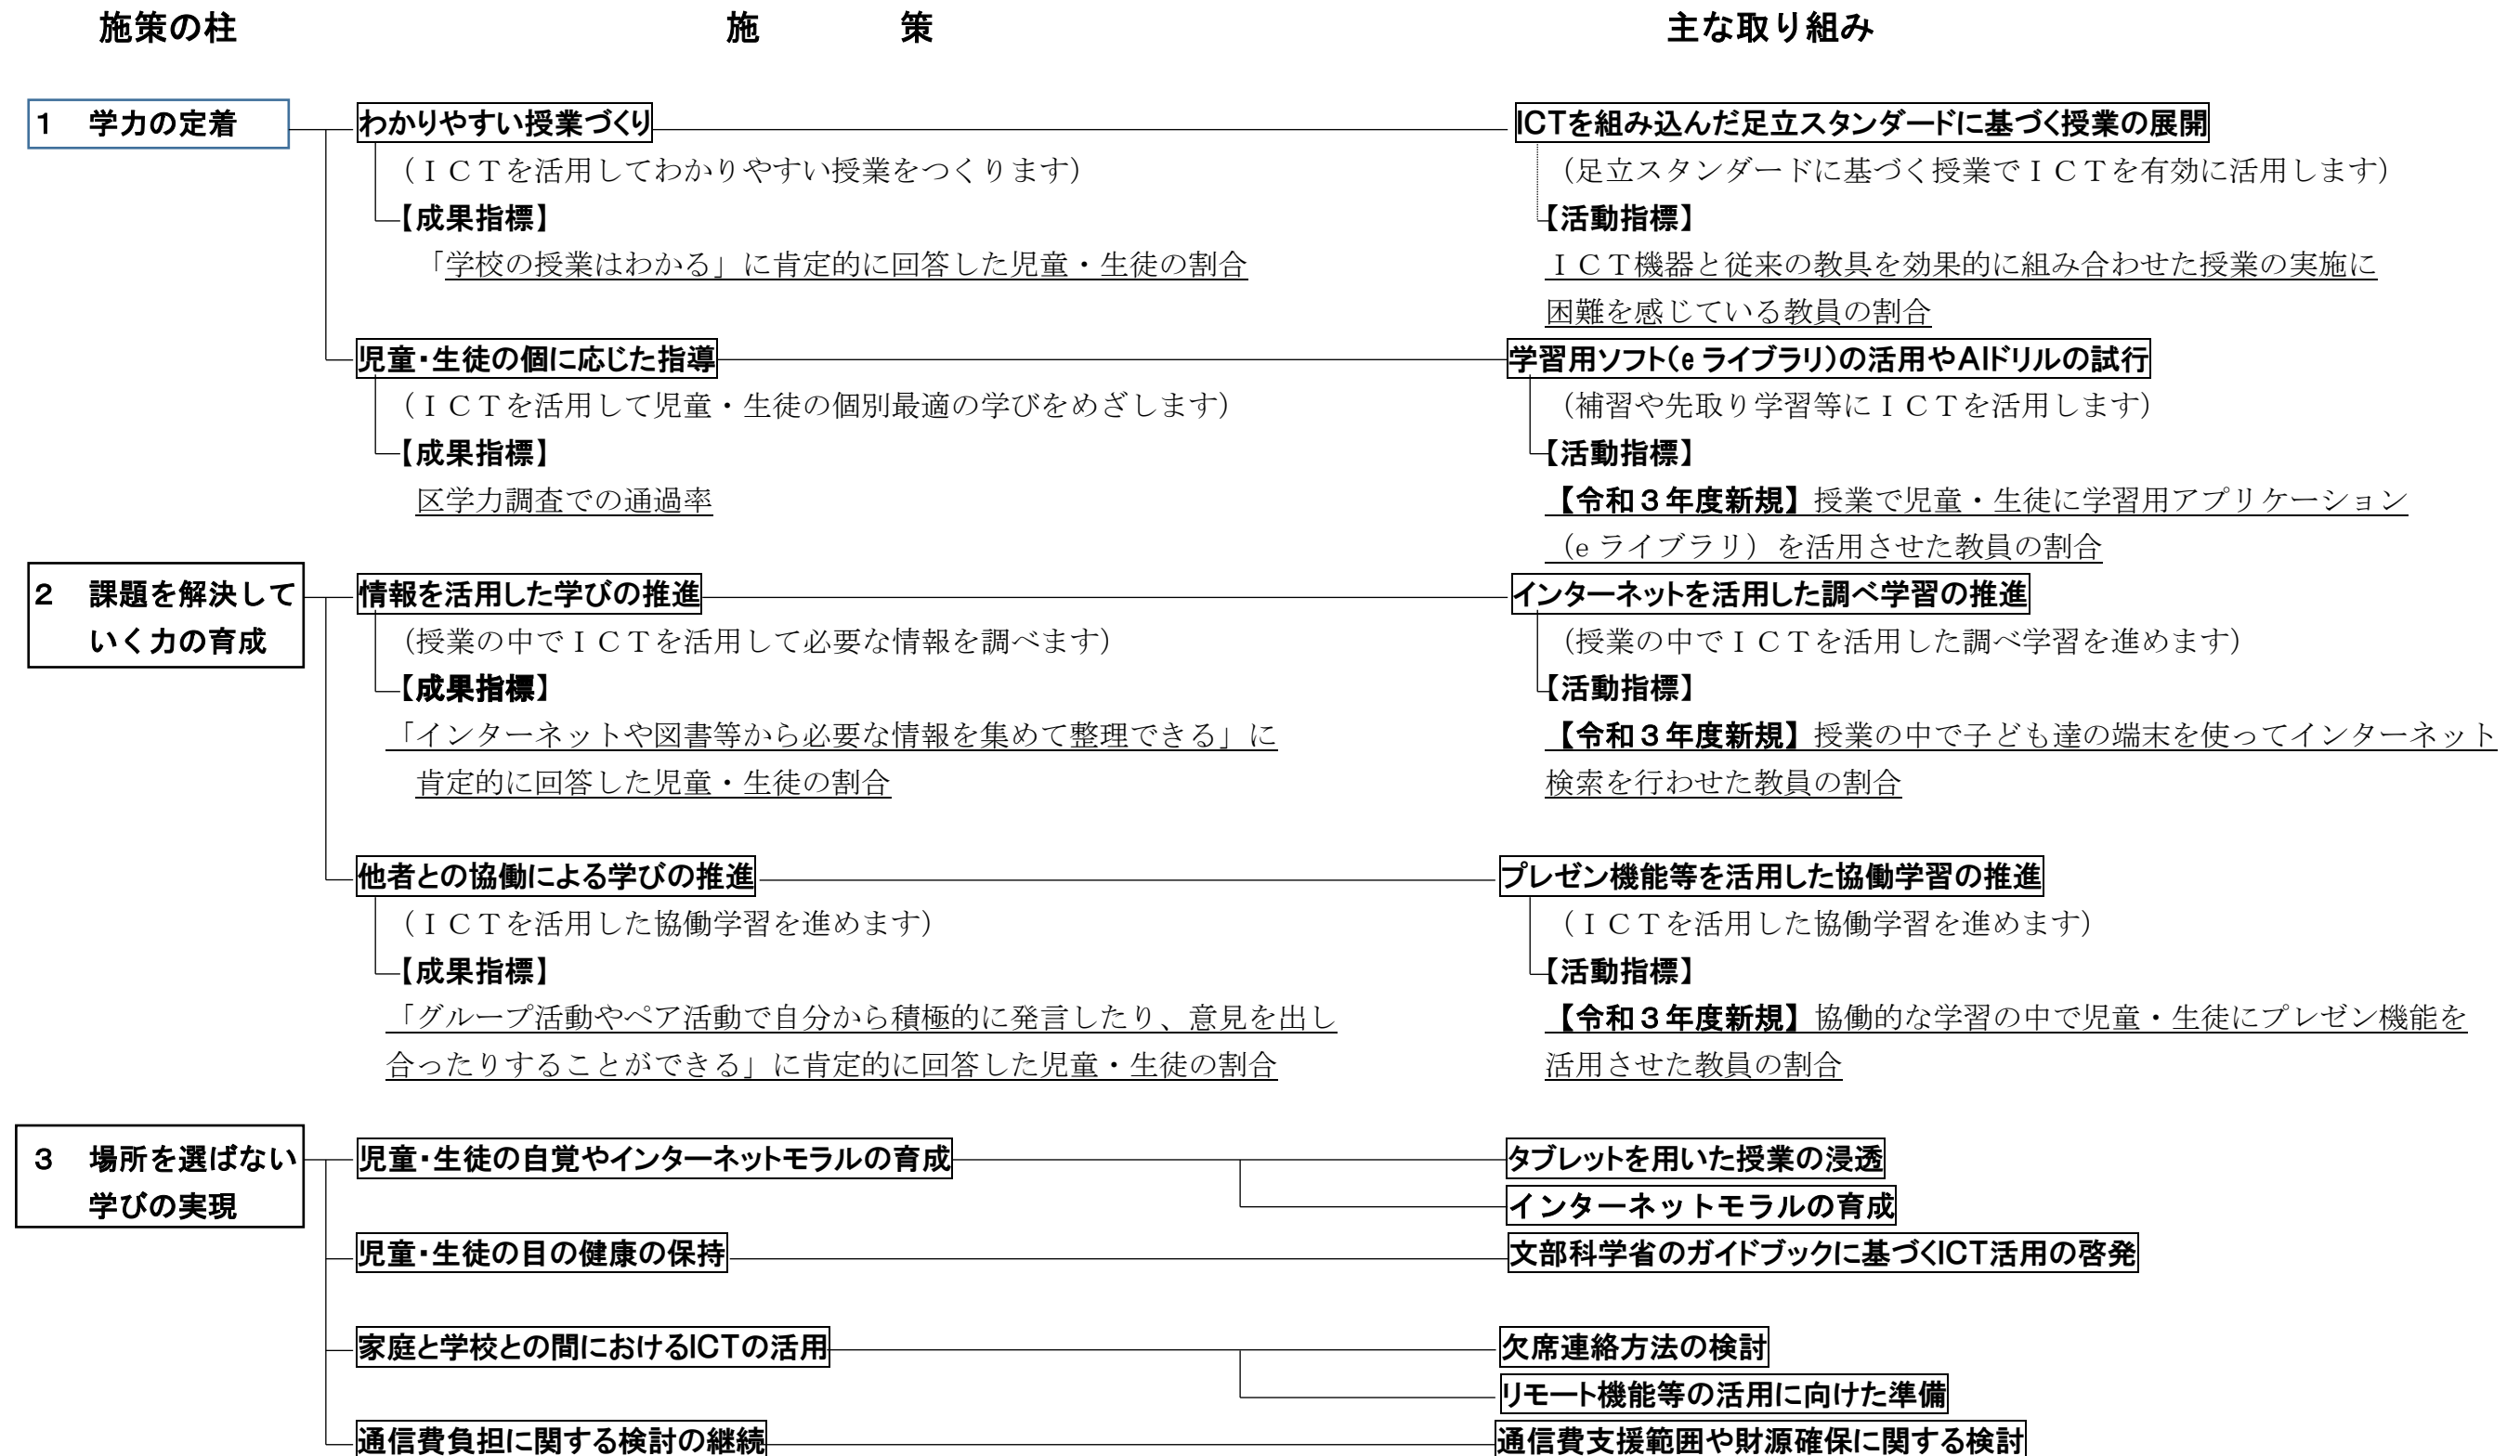 施策の柱　施　策　主な取り組み
１　学力の定着
わかりやすい授業づくり
（ＩＣＴを活用してわかりやすい授業をつくります）
【成果指標】
「学校の授業はわかる」に肯定的に回答した児童・生徒の割合
ICTを組み込んだ足立スタンダードに基づく授業の展開
（足立スタンダードに基づく授業でＩＣＴを有効に活用します）
【活動指標】
ＩＣＴ機器と従来の教具を効果的に組み合わせた授業の実施に
困難を感じている教員の割合
児童・生徒の個に応じた指導
（ＩＣＴを活用して児童・生徒の個別最適の学びをめざします）
【成果指標】
区学力調査での通過率
学習用ソフト（e ライブラリ）の活用やAIドリルの試行
（補習や先取り学習等にＩＣＴを活用します）
【活動指標】
【令和３年度新規】授業で児童・生徒に学習用アプリケーション
（e ライブラリ）を活用させた教員の割合
２　課題を解決して
いく力の育成
情報を活用した学びの推進
（授業の中でＩＣＴを活用して必要な情報を調べます）
【成果指標】
「インターネットや図書等から必要な情報を集めて整理できる」に
肯定的に回答した児童・生徒の割合
インターネットを活用した調べ学習の推進
（授業の中でＩＣＴを活用した調べ学習を進めます）
【活動指標】
【令和３年度新規】授業の中で子ども達の端末を使ってインターネット
検索を行わせた教員の割合
他者との協働による学びの推進
（ＩＣＴを活用した協働学習を進めます）
【成果指標】
「グループ活動やペア活動で自分から積極的に発言したり、意見を出し
合ったりすることができる」に肯定的に回答した児童・生徒の割合
プレゼン機能等を活用した協働学習の推進
（ＩＣＴを活用した協働学習を進めます）
【活動指標】
【令和３年度新規】協働的な学習の中で児童・生徒にプレゼン機能を
活用させた教員の割合
３　場所を選ばない
学びの実現
児童・生徒の自覚やインターネットモラルの育成
タブレットを用いた授業の浸透
インターネットモラルの育成
児童・生徒の目の健康の保持
文部科学省のガイドブックに基づくICT活用の啓発
家庭と学校との間におけるICTの活用
欠席連絡方法の検討
リモート機能等の活用に向けた準備
通信費負担に関する検討の継続
通信費支援範囲や財源確保に関する検討